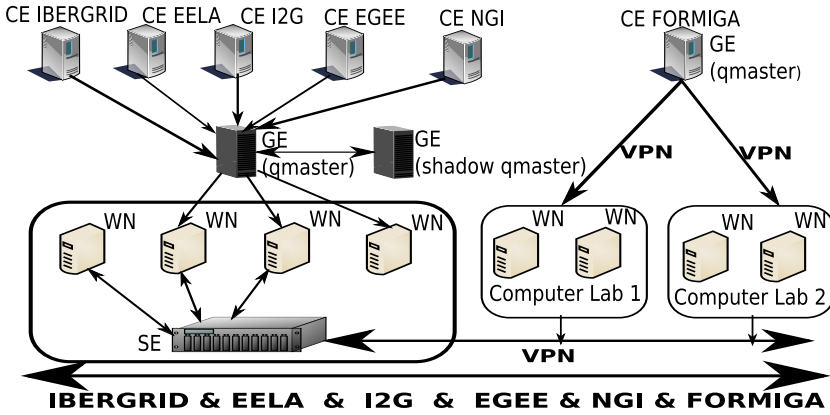 CE IBERGRID
CE EELA
CE I2G
CE EGEE
CE NGI
CE FORMIGA
GE
(qmaster)
GE
(qmaster)
GE
(shadow qmaster)
VPN
VPN
WN
WN
WN
WN
WN
WN
WN
WN
Computer Lab 1
Computer Lab 2
SE
VPN
IBERGRID & EELA & I2G & EGEE & NGI & FORMIGA